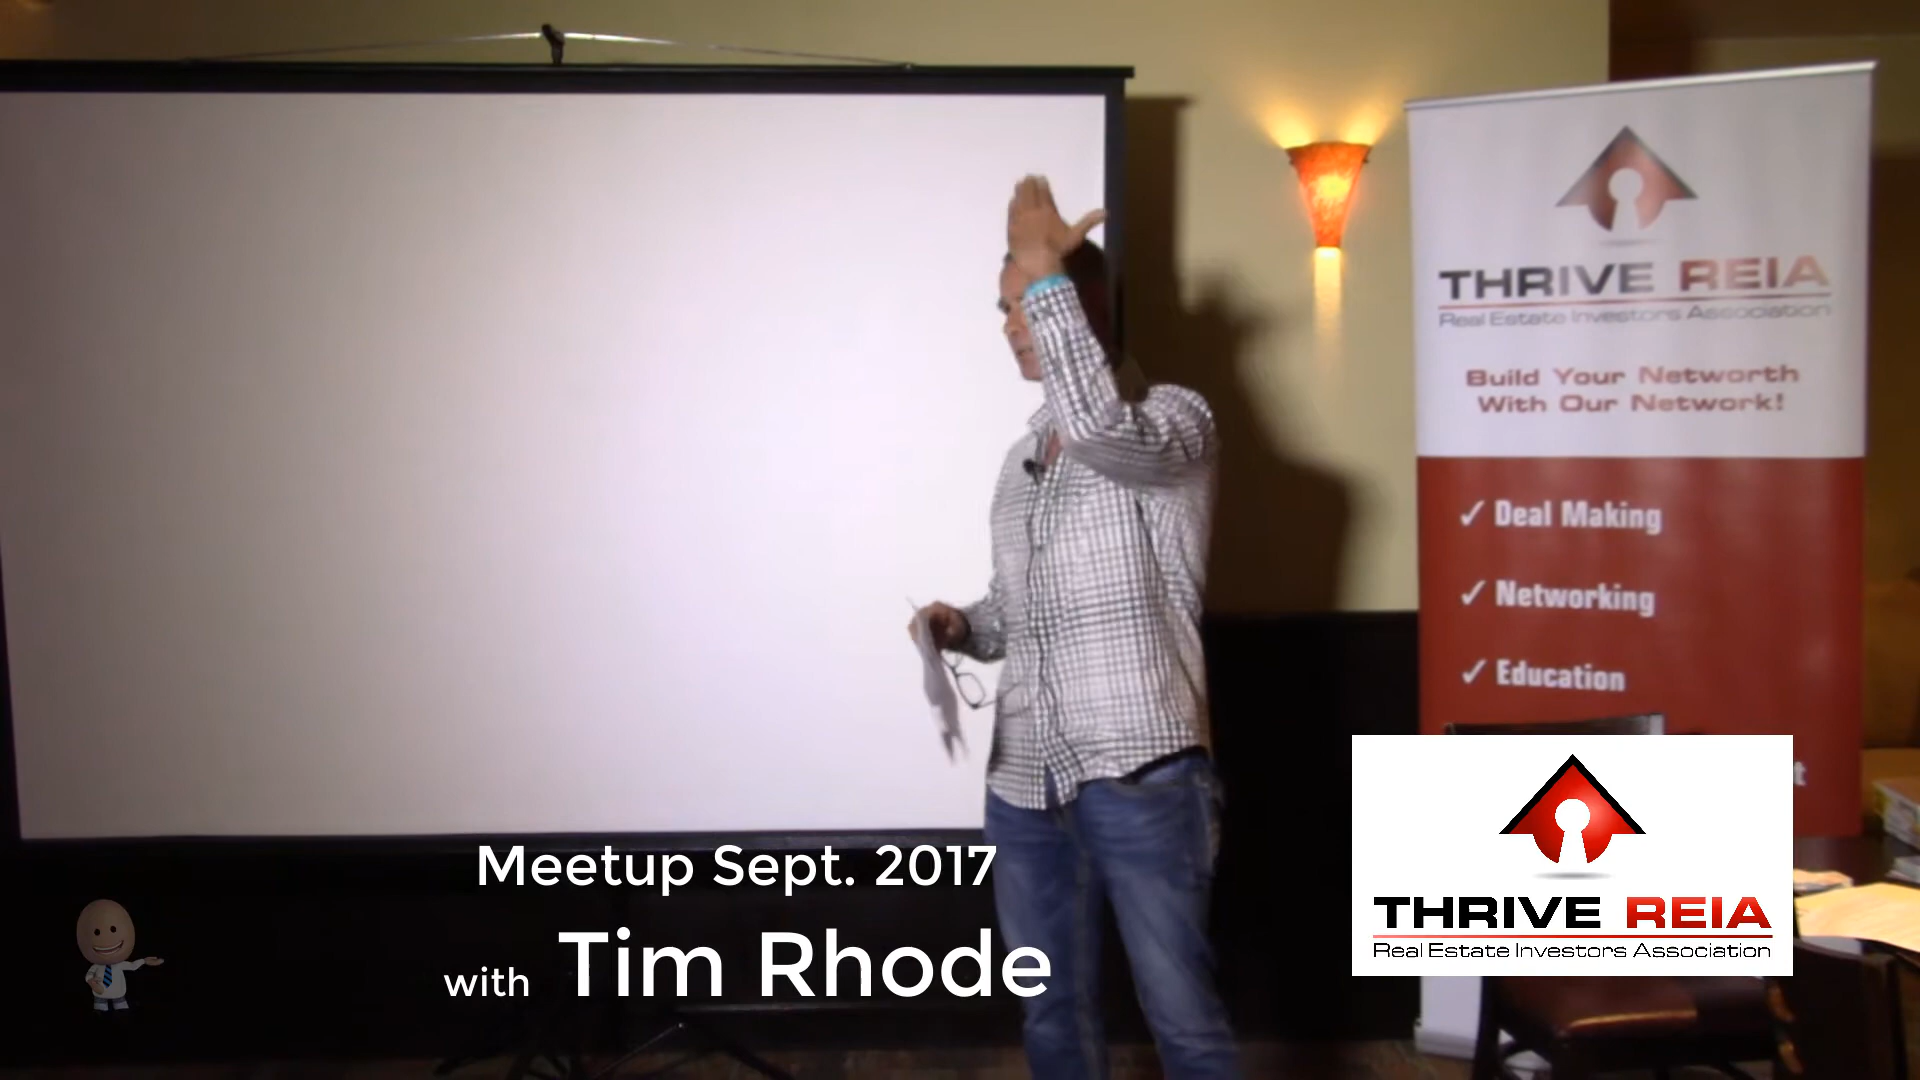 THRIVE REIA
Real Estate Investors Association
Build Your Networth
With Our Network!
✓ Deal Making
✓ Networking
✓ Education
Meetup Sept. 2017
with Tim Rhode
THRIVE REIA
Real Estate Investors Association